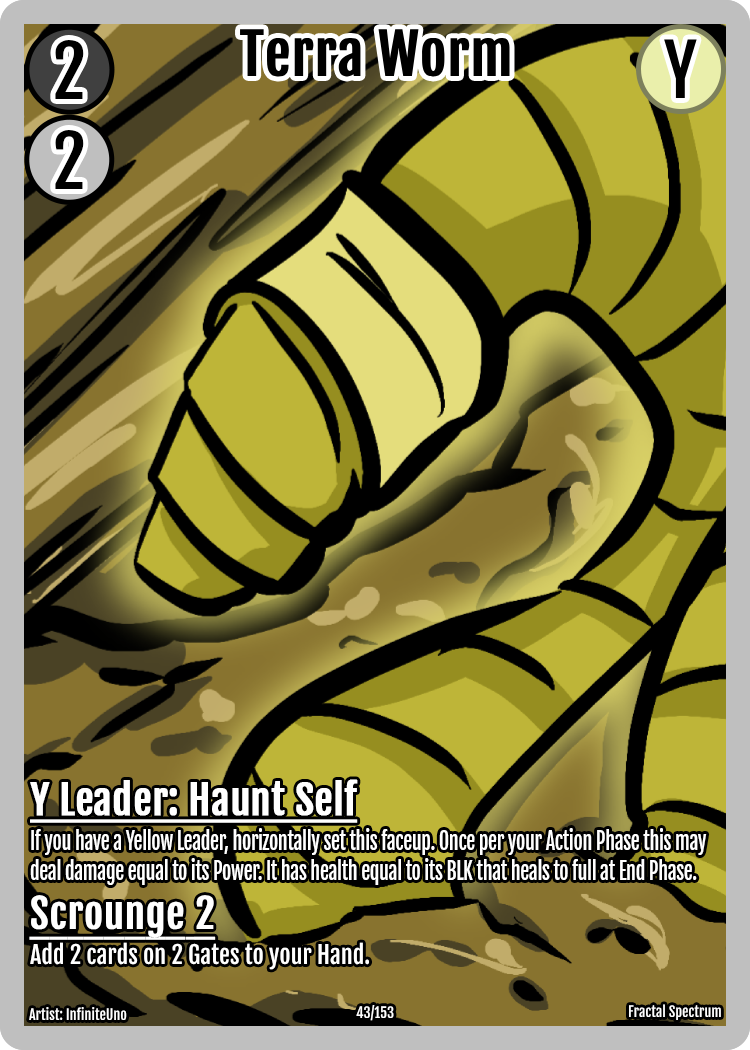 2
Terra Worm
Y
2
Y Leader: Haunt Self
If you have a Yellow Leader, horizontally set this faceup. Once per your Action Phase this may
deal damage equal to its Power. It has health equal to its BLK that heals to full at End Phase.
Scrounge 2
Add 2 cards on 2 Gates to your Hand.
Artist: InfiniteUno
43/153
Fractal Spectrum